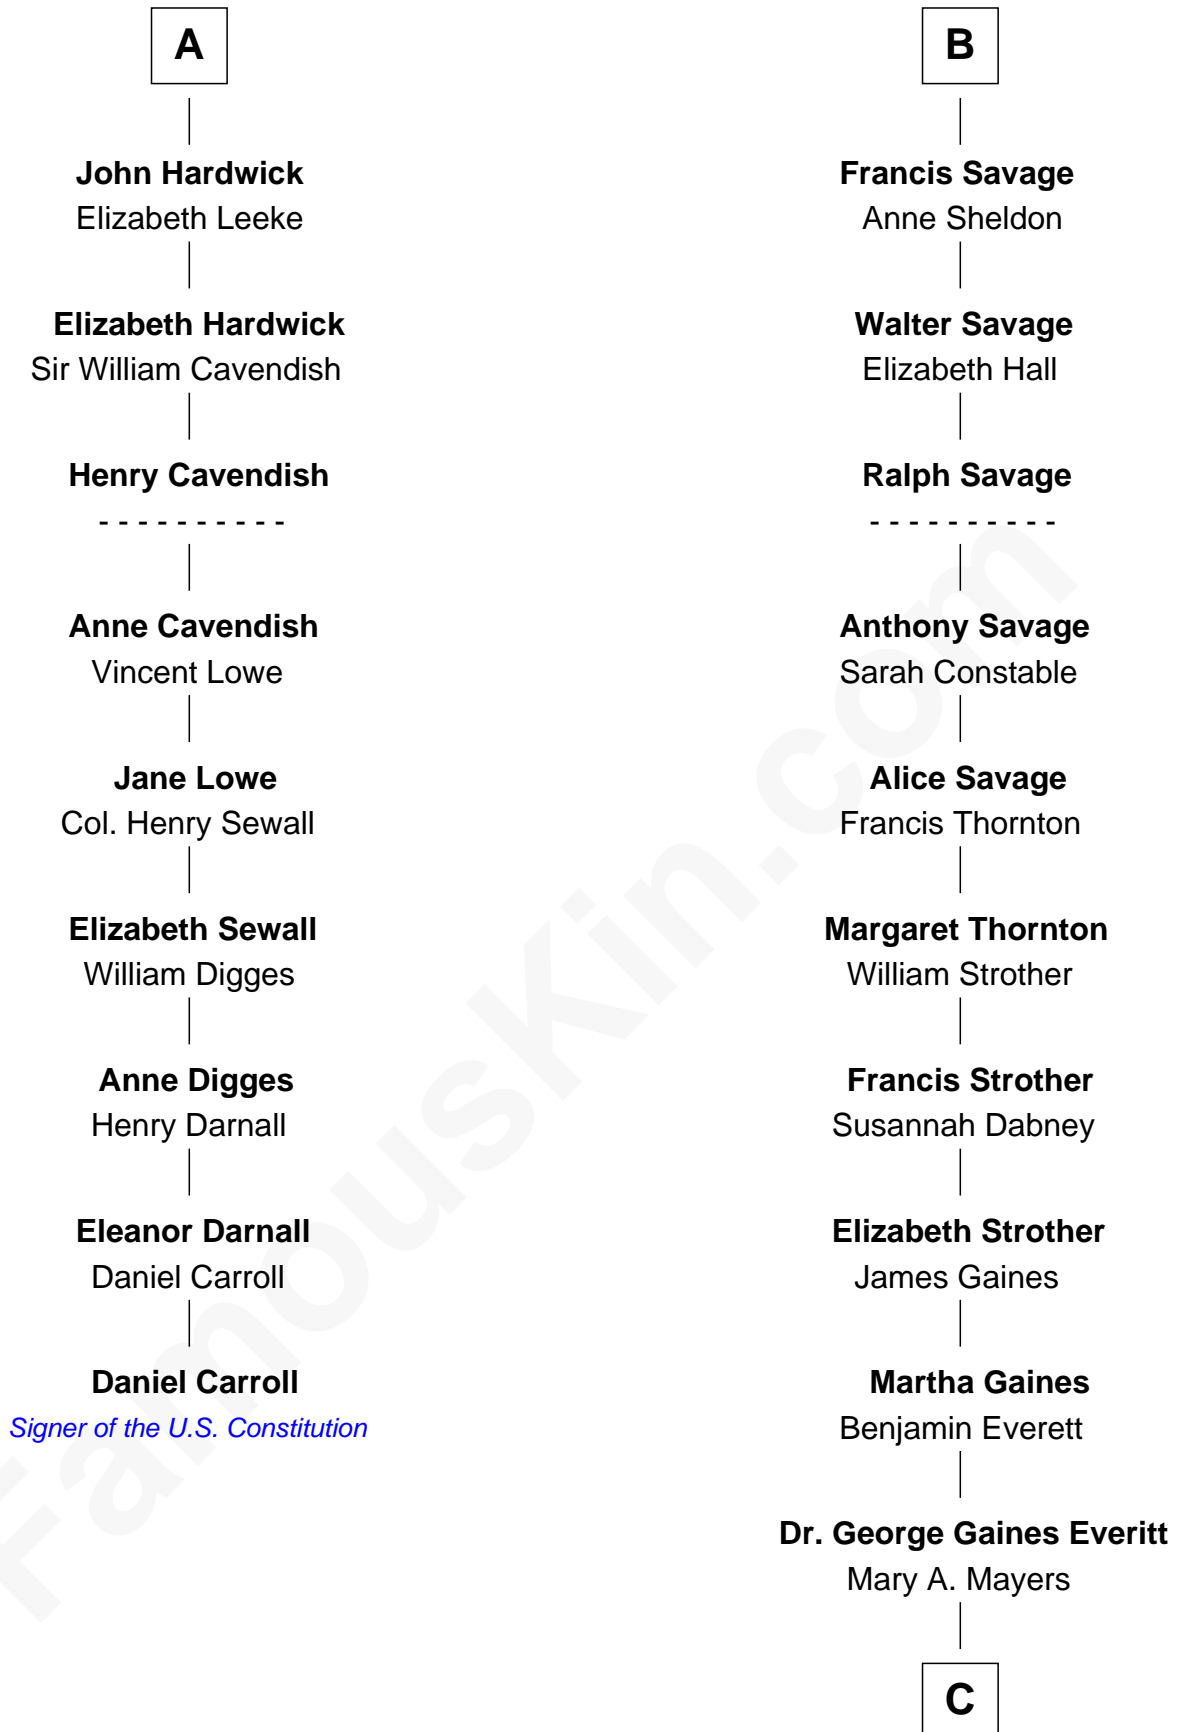 A
John Hardwick
Elizabeth Leeke
Elizabeth Hardwick
Sir William Cavendish
Henry Cavendish
- - - - - - - - - -
Anne Cavendish
Vincent Lowe
Jane Lowe
Col. Henry Sewall
Elizabeth Sewall
William Digges
Anne Digges
Henry Darnall
Eleanor Darnall
Daniel Carroll
Daniel Carroll
Signer of the U.S. Constitution
B
Francis Savage
Anne Sheldon
Walter Savage
Elizabeth Hall
Ralph Savage
- - - - - - - - - -
Anthony Savage
Sarah Constable
Alice Savage
Francis Thornton
Margaret Thornton
William Strother
Francis Strother
Susannah Dabney
Elizabeth Strother
James Gaines
Martha Gaines
Benjamin Everett
Dr. George Gaines Everitt
Mary A. Mayers
C
FamousKin.com